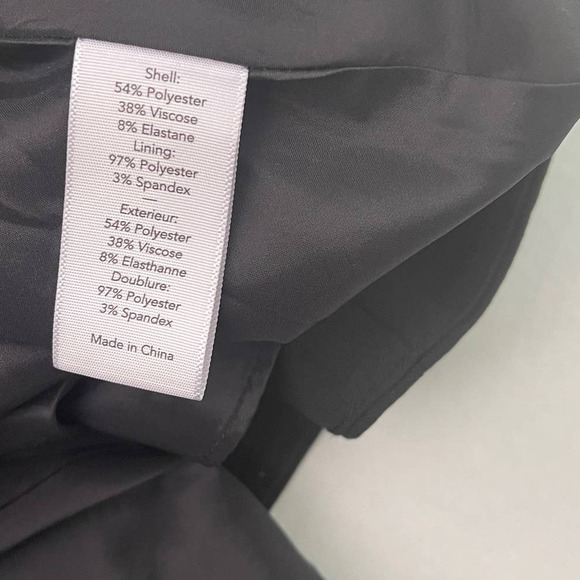 Shell:
54% Polyester
38% Viscose
8% Elastane
Lining:
97% Polyester
3% Spandex
—
Exterieur:
54% Polyester
38% Viscose
8% Elasthanne
Doublure:
97% Polyester
3% Spandex
Made in China